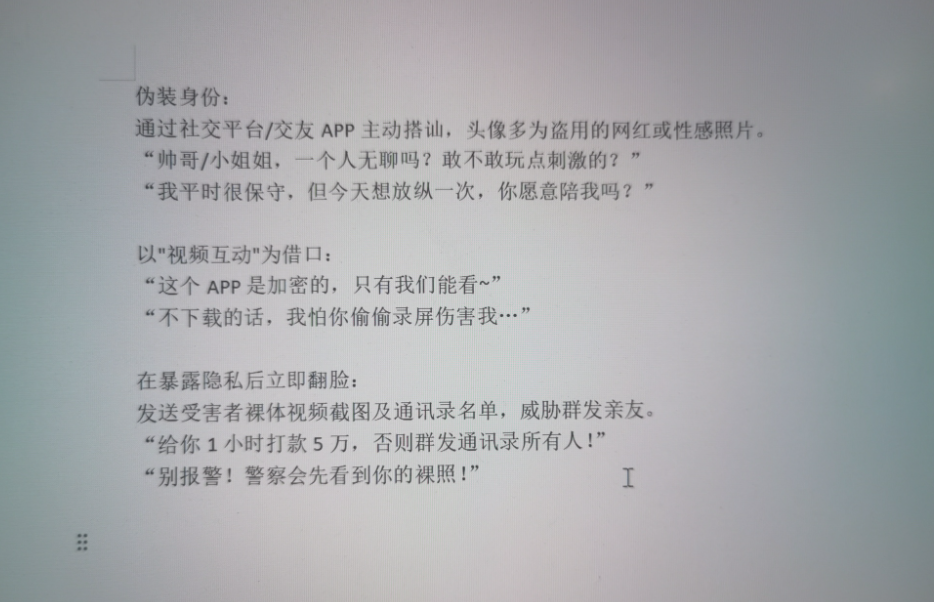 伪装身份：
通过社交平台/交友 APP 主动搭讪，头像多为盗用的网红或性感照片。
“帅哥/小姐姐，一个人无聊吗？敢不敢玩点刺激的？”
“我平时很保守，但今天想放纵一次，你愿意陪我吗？”
以"视频互动"为借口：
“这个 APP 是加密的，只有我们能看~”
“不下载的话，我怕你偷偷录屏伤害我…”
在暴露隐私后立即翻脸：
发送受害者裸体视频截图及通讯录名单，威胁群发亲友。
“给你 1 小时打款 5 万，否则群发通讯录所有人！”
“别报警！警察会先看到你的裸照！”